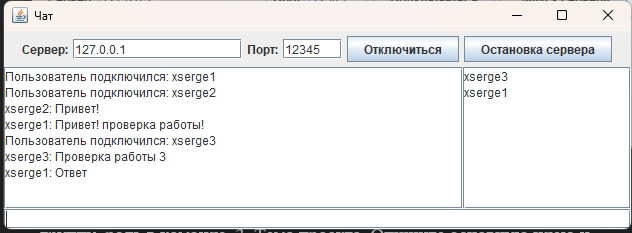 Чат
Сервер: 127.0.0.1 Порт: 12345 Отключиться Остановка сервера
Пользователь подключился: xserge1
Пользователь подключился: xserge2
xserge2: Привет!
xserge1: Привет! проверка работы!
Пользователь подключился: xserge3
xserge3: Проверка работы 3
xserge1: Ответ
xserge3
xserge1